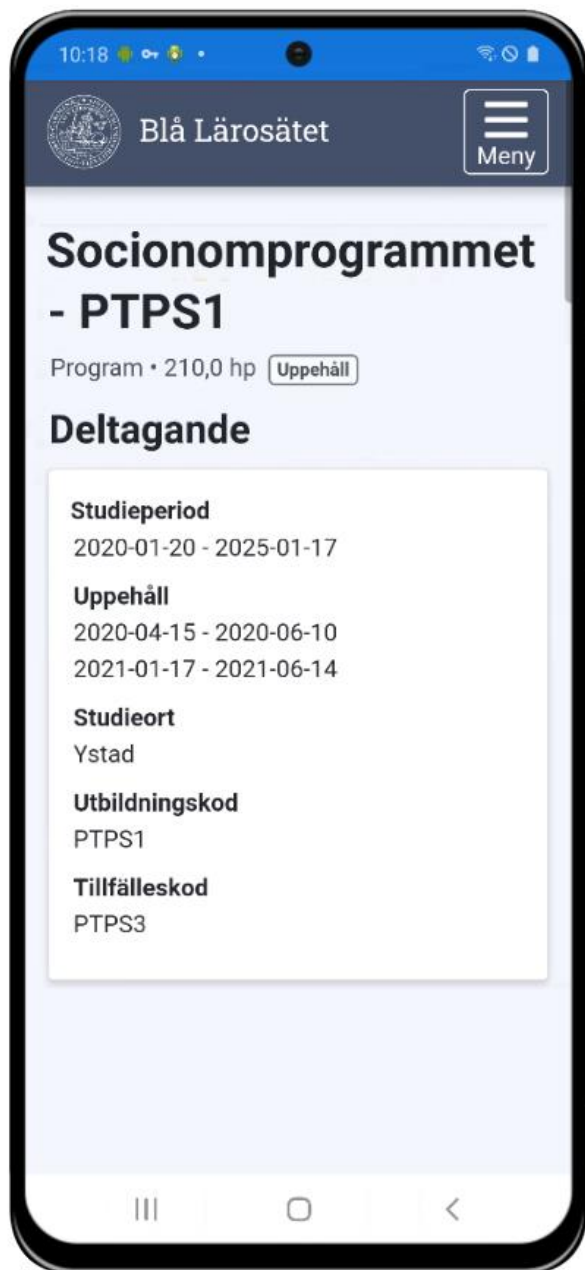 10:18
Blå Lärosätet
Meny
Socionomprogrammet
- PTPS1
Program • 210,0 hp Uppehåll
Deltagande
Studieperiod
2020-01-20 - 2025-01-17
Uppehåll
2020-04-15 - 2020-06-10
2021-01-17 - 2021-06-14
Studieort
Ystad
Utbildningskod
PTPS1
Tillfälleskod
PTPS3